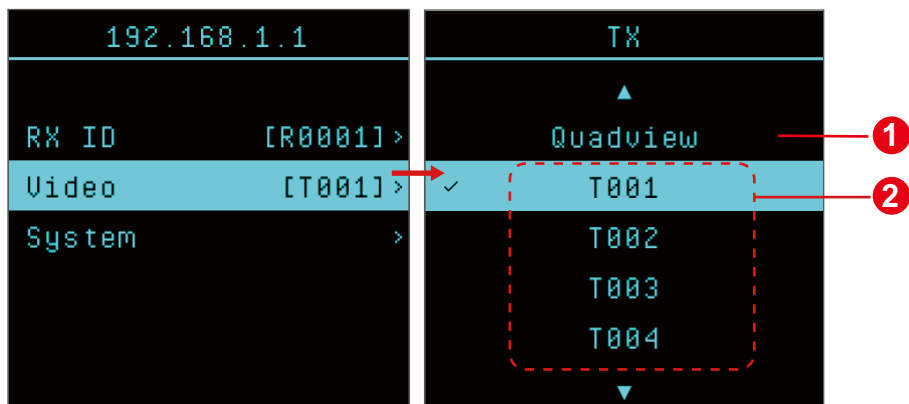 192.168.1.1
RX ID [R0001] >
Video [T001] >
System >
TX
▲
Quadview
✓ T001
T002
T003
T004
▼
1
2